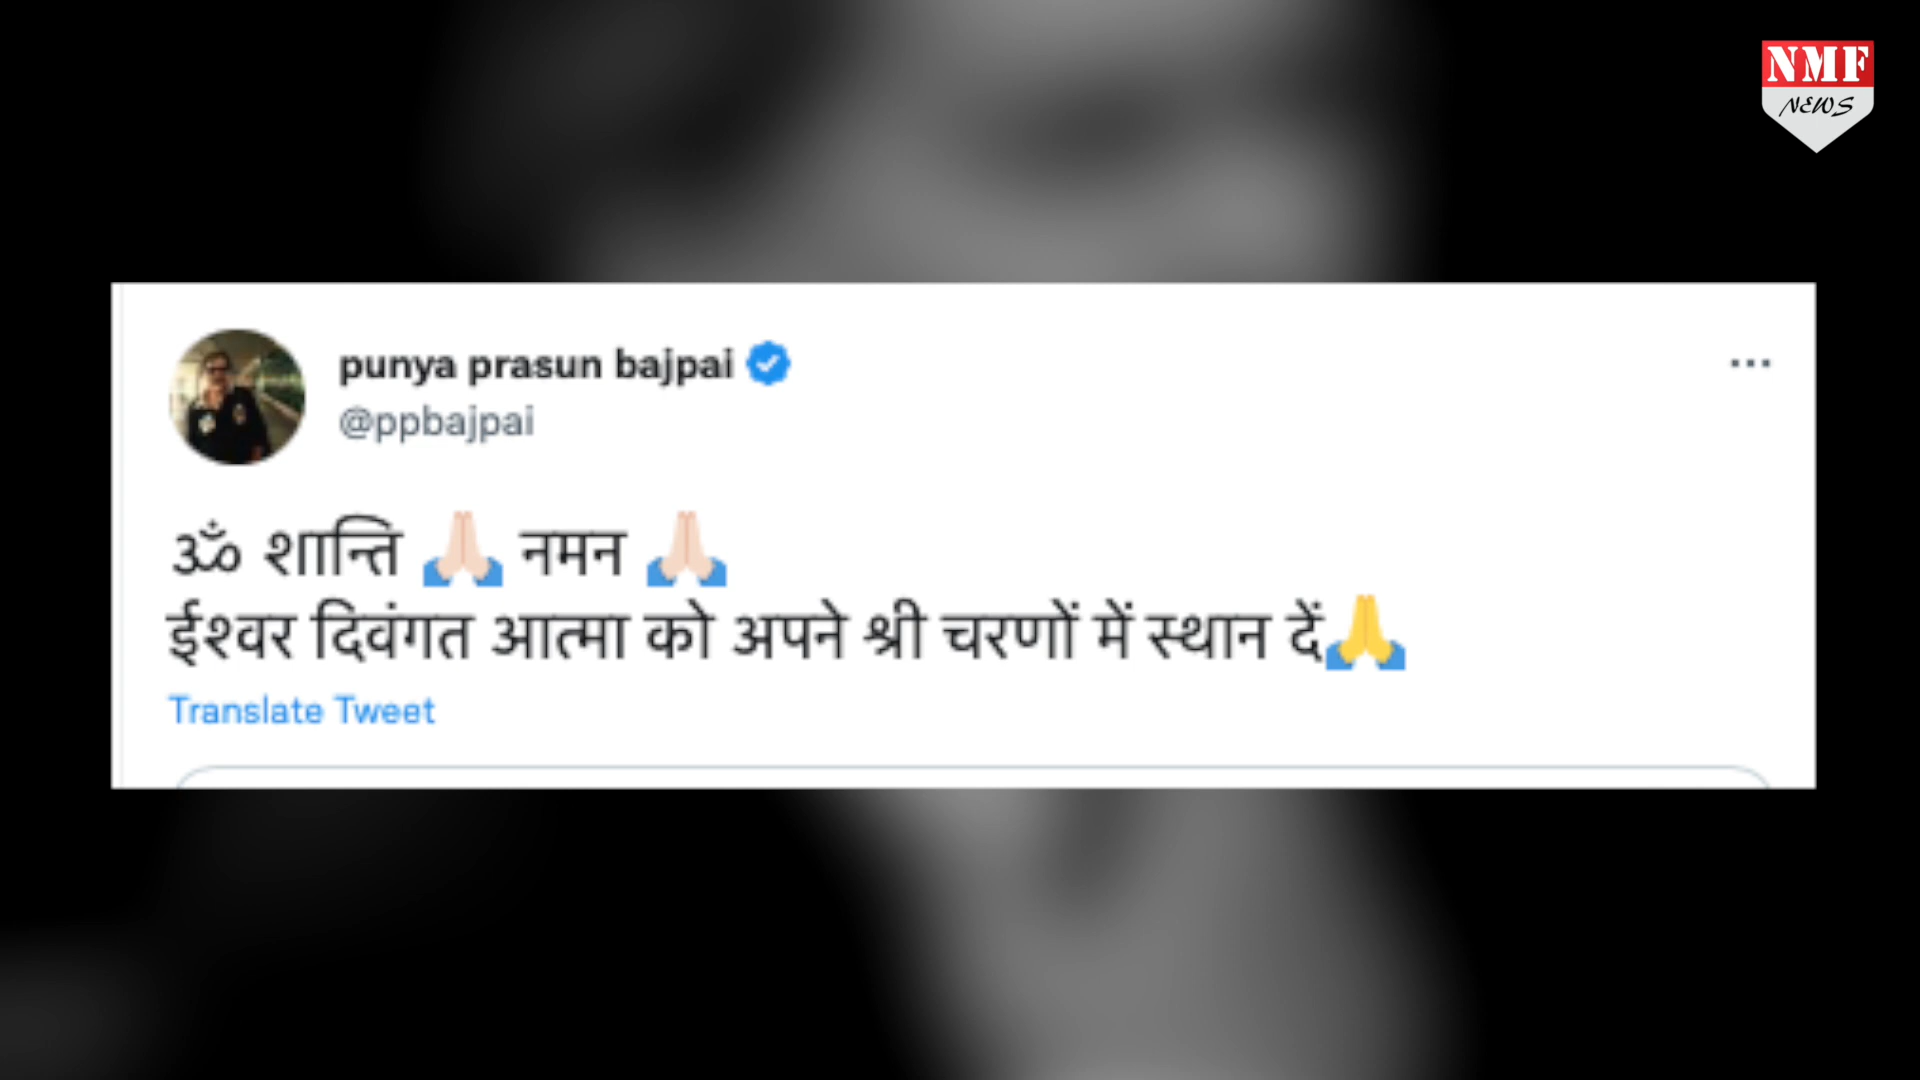 NMF
NEWS
punya prasun bajpai
@ppbajpai
ॐ शान्ति 🙏🏻 नमन 🙏🏻
ईश्वर दिवंगत आत्मा को अपने श्री चरणों में स्थान दें🙏
Translate Tweet